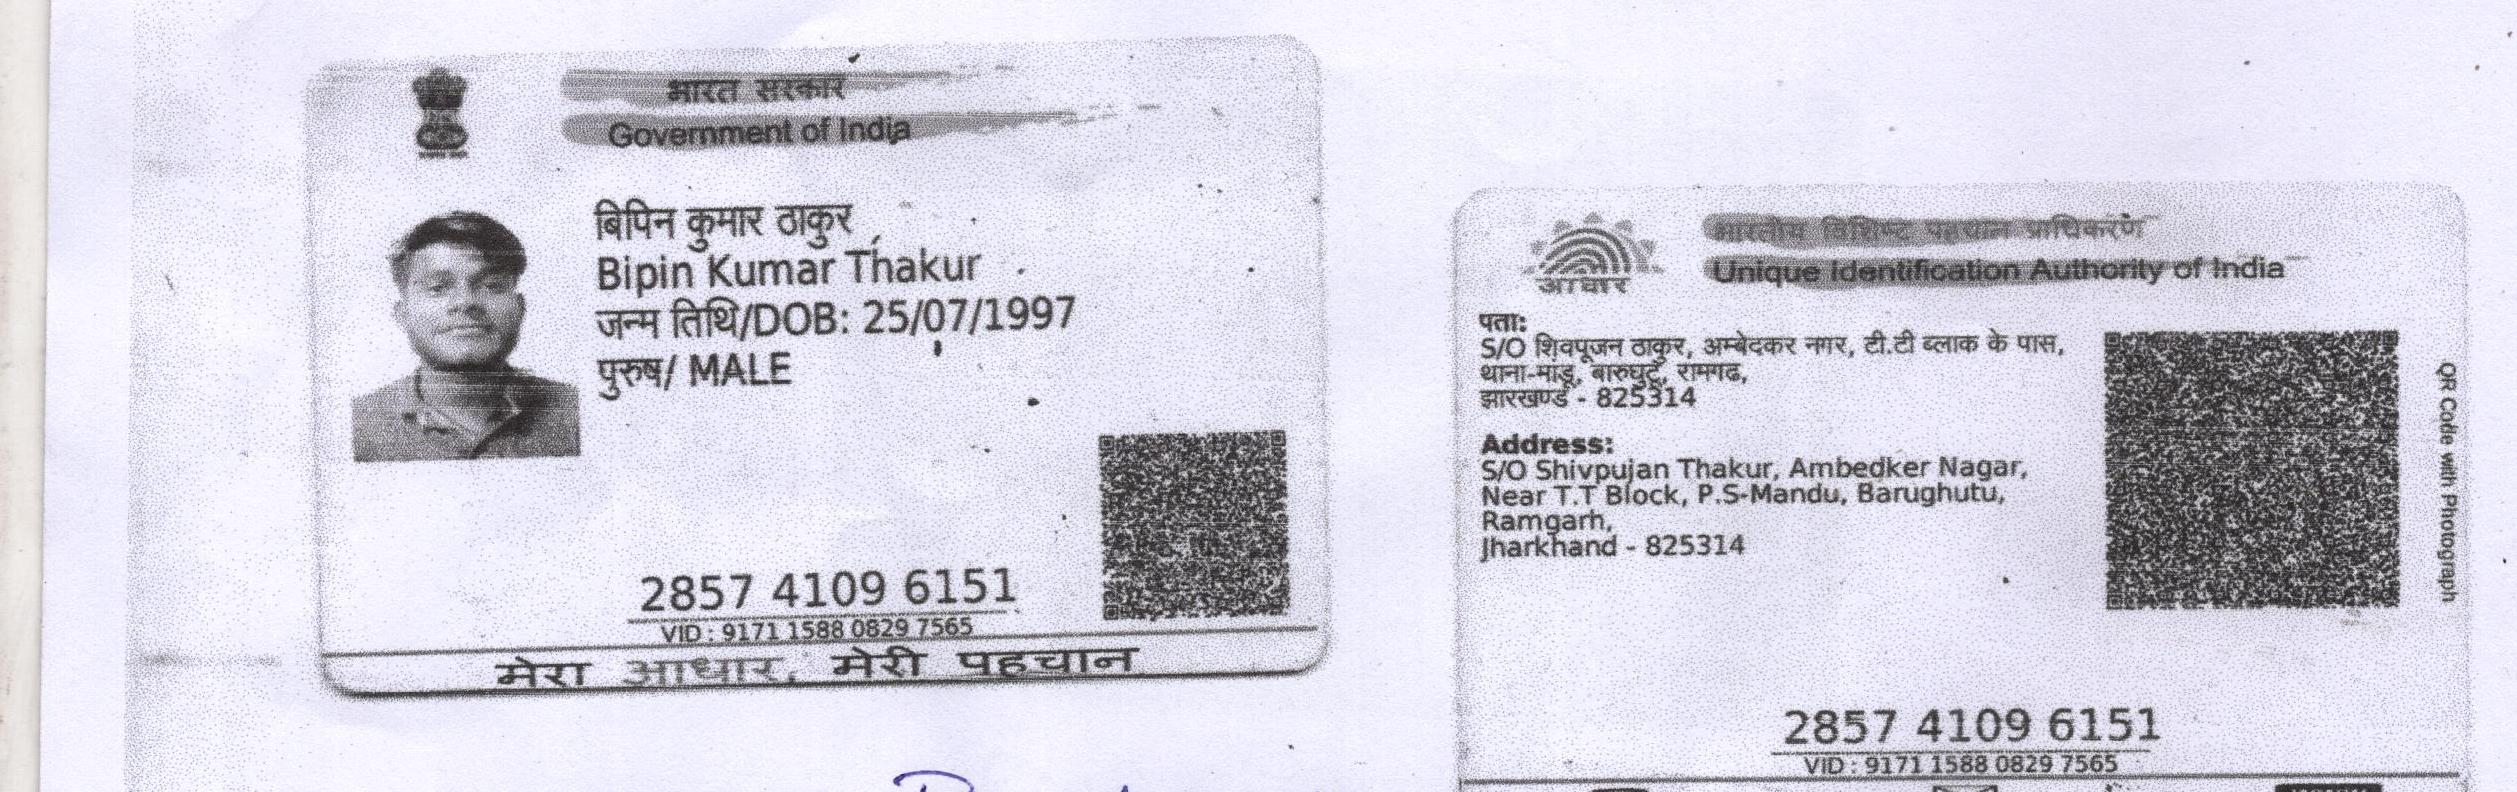 भारत सरकार
Government of India
बिपिन कुमार ठाकुर
Bipin Kumar Thakur
जन्म तिथि/DOB: 25/07/1997
पुरुष/ MALE
2857 4109 6151
VID : 9171 1588 0829 7565
मेरा आधार, मेरी पहचान
आधार
भारतीय विशिष्ट पहचान प्राधिकरण
Unique Identification Authority of India
पता:
S/O शिवपूजन ठाकुर, अम्बेदकर नगर, टी.टी ब्लाक के पास,
थाना-मांडू, बारुघुटू, रामगढ,
झारखण्ड - 825314
Address:
S/O Shivpujan Thakur, Ambedker Nagar,
Near T.T Block, P.S-Mandu, Barughutu,
Ramgarh,
Jharkhand - 825314
QR Code with Photograph
2857 4109 6151
VID : 9171 1588 0829 7565